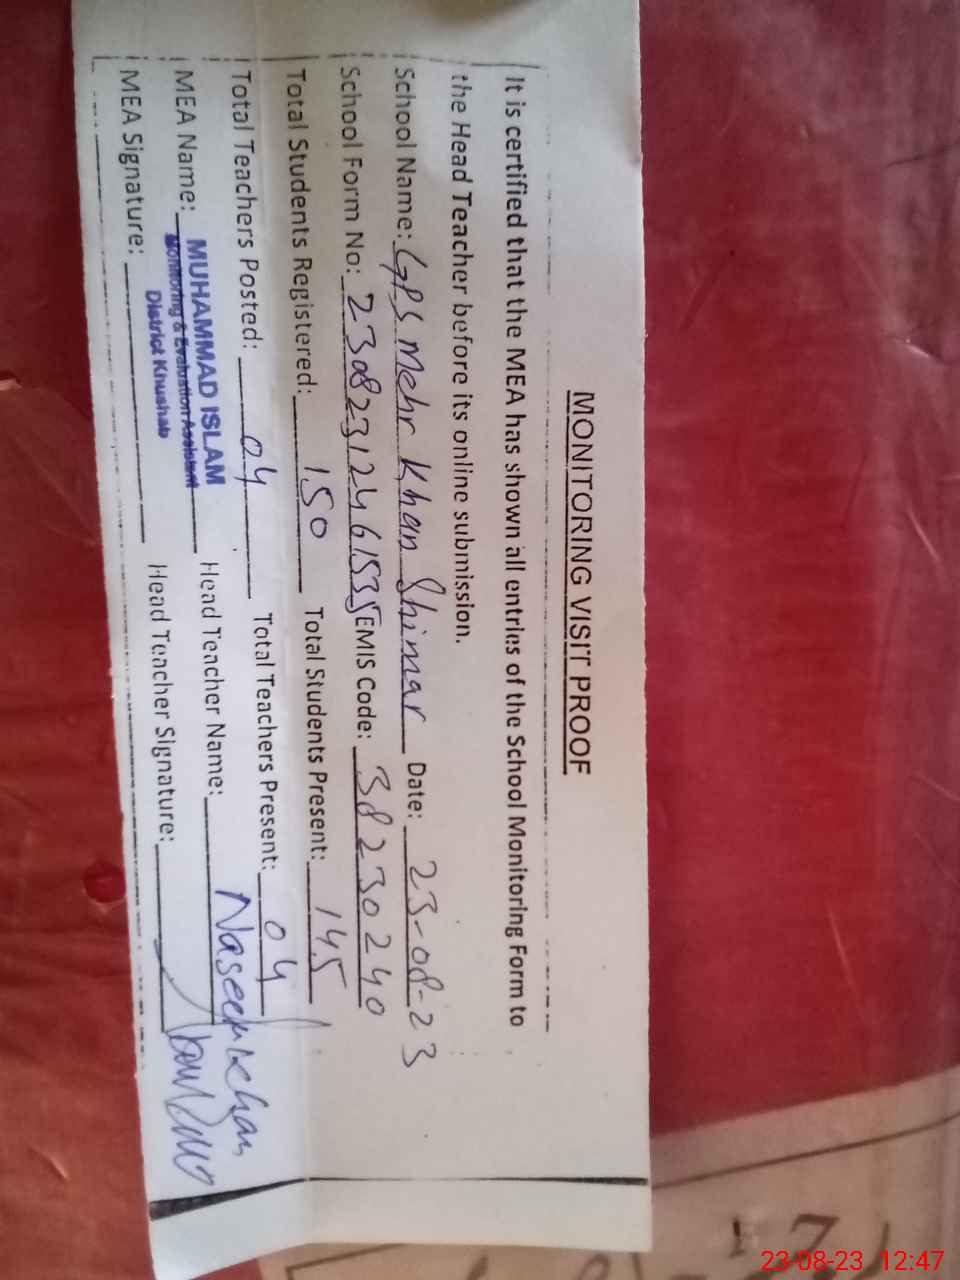 MONITORING VISIT PROOF
It is certified that the MEA has shown all entries of the School Monitoring Form to
the Head Teacher before its online submission.
School Name: GPS Mehr Khan Shimar Date: 23-08-23
School Form No: 230823124461535 EMIS Code: 38230240
Total Students Registered: 150 Total Students Present: 145
Total Teachers Posted: 04 Total Teachers Present: 04
MEA Name: MUHAMMAD ISLAM Head Teacher Name: Naseem Khan
Monitoring & Evaluation Assistant
District Khushab
MEA Signature: Head Teacher Signature:
17
23-08-23 12:47